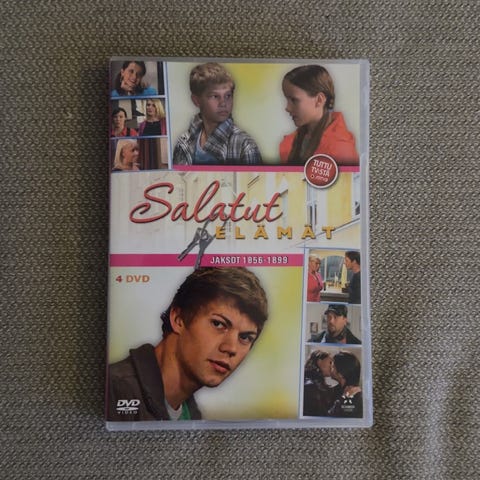 TUTTU
TV:STÄ
Salatut
ELÄMÄT
JAKSOT 1856-1899
4 DVD
DVD
VIDEO